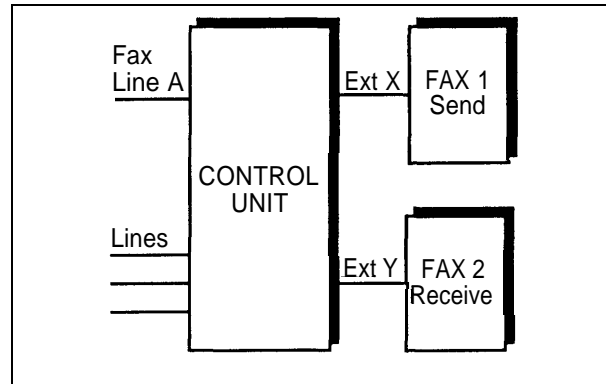 Fax
Line A
Ext X
FAX 1
Send
CONTROL
UNIT
Lines
Ext Y
FAX 2
Receive